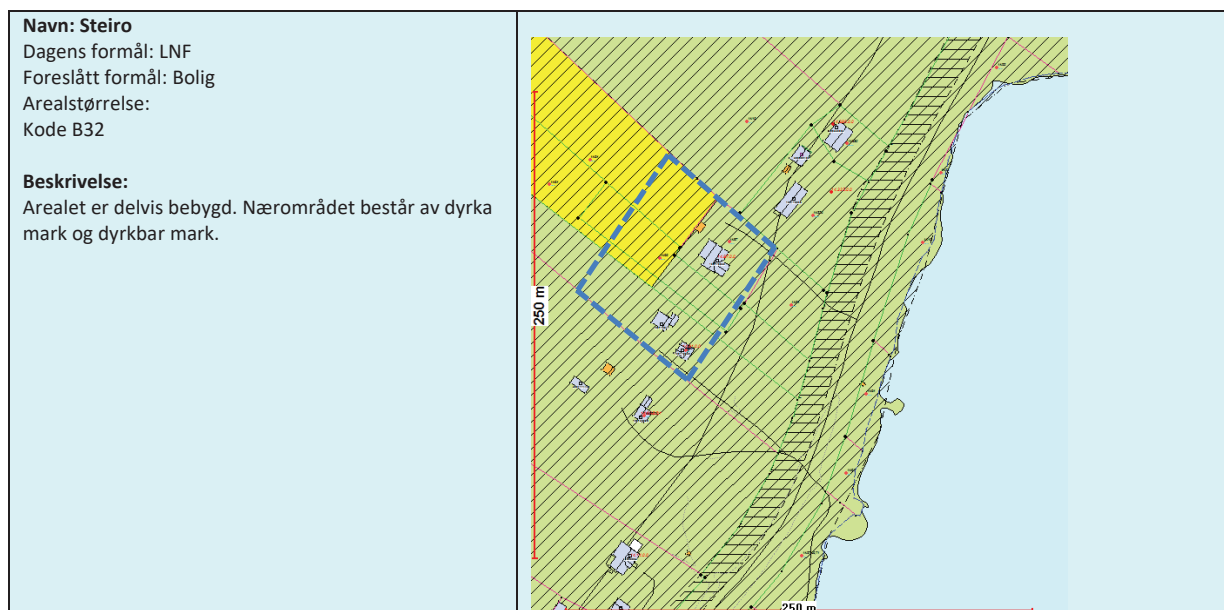 Navn: Steiro
Dagens formål: LNF
Foreslått formål: Bolig
Arealstørrelse:
Kode B32
Beskrivelse:
Arealet er delvis bebygd. Nærområdet består av dyrka
mark og dyrkbar mark.
250 m
250 m